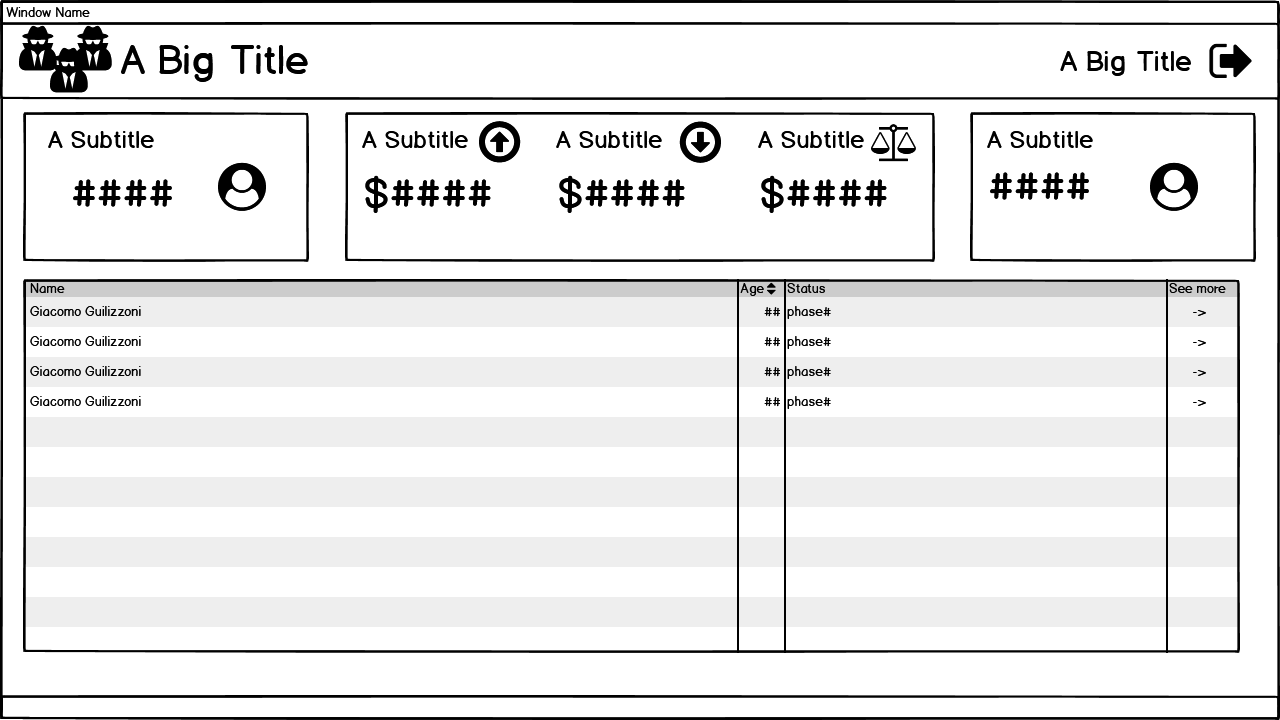 Window Name
A Big Title
A Big Title
A Subtitle
####
A Subtitle
$####
A Subtitle
$####
A Subtitle
$####
A Subtitle
####
Name Age Status See more
Giacomo Guilizzoni ## phase# ->
Giacomo Guilizzoni ## phase# ->
Giacomo Guilizzoni ## phase# ->
Giacomo Guilizzoni ## phase# ->